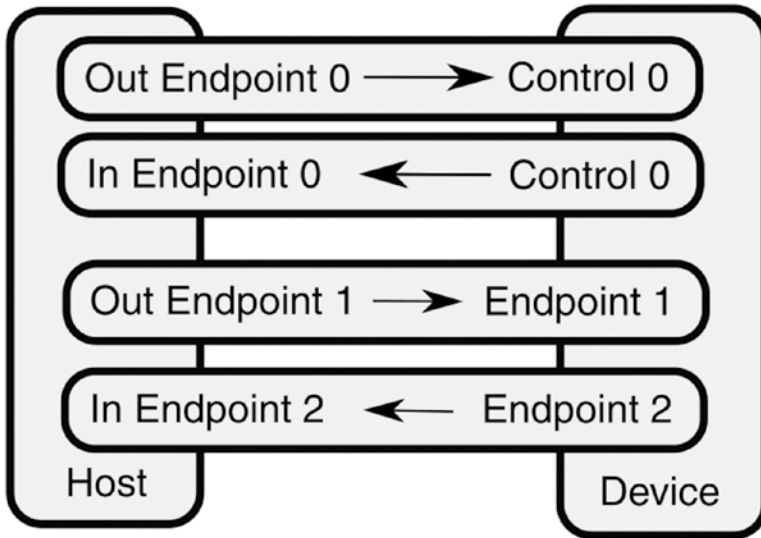 Out Endpoint 0 Control 0
In Endpoint 0 Control 0
Out Endpoint 1 Endpoint 1
In Endpoint 2 Endpoint 2
Host
Device